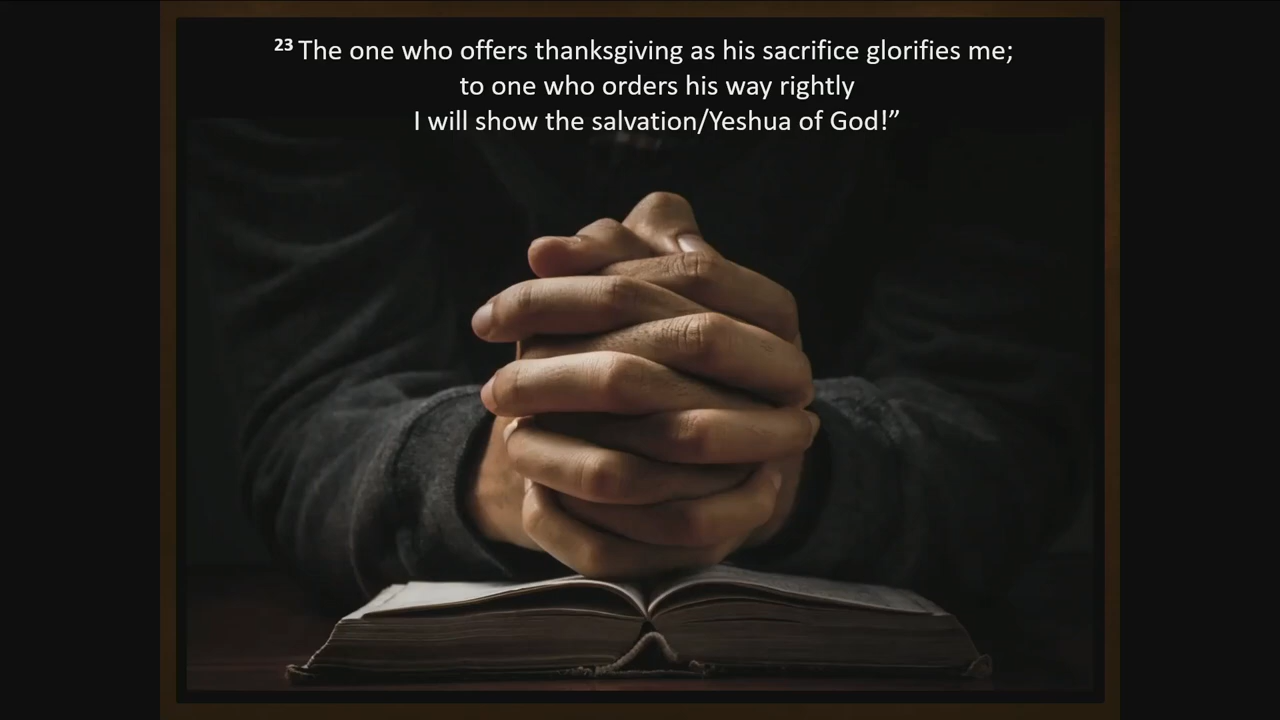 23 The one who offers thanksgiving as his sacrifice glorifies me;
to one who orders his way rightly
I will show the salvation/Yeshua of God!”